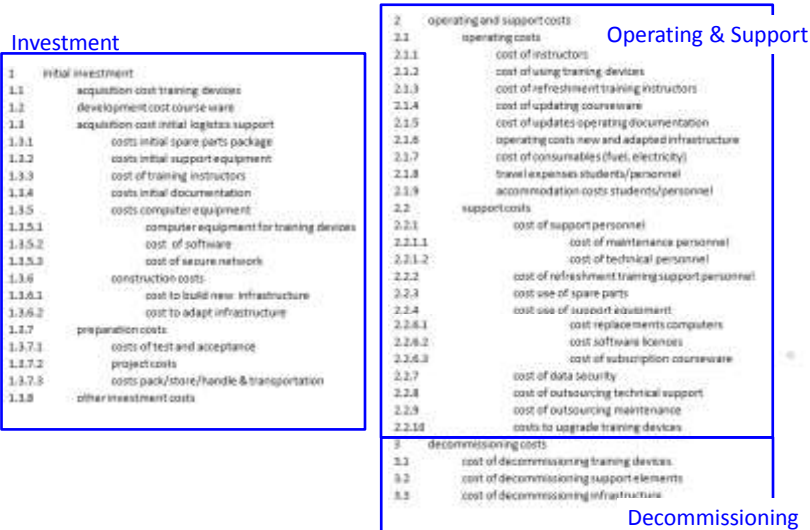 Investment
1 initial investment
1.1 acquisition cost training devices
1.2 development cost course ware
1.3 acquisition cost initial logistics support
1.3.1 costs initial spare parts package
1.3.2 costs initial support equipment
1.3.3 cost of training instructors
1.3.4 costs initial documentation
1.3.5 costs computer equipment
1.3.5.1 computer equipment for training devices
1.3.5.2 cost of software
1.3.5.3 cost of secure network
1.3.6 construction costs
1.3.6.1 cost to build new infrastructure
1.3.6.2 cost to adapt infrastructure
1.3.7 preparation costs
1.3.7.1 costs of test and acceptance
1.3.7.2 project costs
1.3.7.3 costs pack/store/handle & transportation
1.3.8 other investment costs
Operating & Support
2 operating and support costs
2.1 operating costs
2.1.1 cost of instructors
2.1.2 cost of using training devices
2.1.3 cost of refreshment training instructors
2.1.4 cost of updating courseware
2.1.5 cost of updates operating documentation
2.1.6 operating costs new and adapted infrastructure
2.1.7 cost of consumables (fuel, electricity)
2.1.8 travel expenses students/personnel
2.1.9 accommodation costs students/personnel
2.2 support costs
2.2.1 cost of support personnel
2.2.1.1 cost of maintenance personnel
2.2.1.2 cost of technical personnel
2.2.2 cost of refreshment training support personnel
2.2.3 cost use of spare parts
2.2.4 cost use of support equipment
2.2.6.1 cost replacements computers
2.2.6.2 cost software licences
2.2.6.3 cost of subscription courseware
2.2.7 cost of data security
2.2.8 cost of outsourcing technical support
2.2.9 cost of outsourcing maintenance
2.2.10 costs to upgrade training devices
3 decommissioning costs
3.1 cost of decommissioning training devices
3.2 cost of decommissioning support elements
3.3 cost of decommissioning infrastructure
Decommissioning